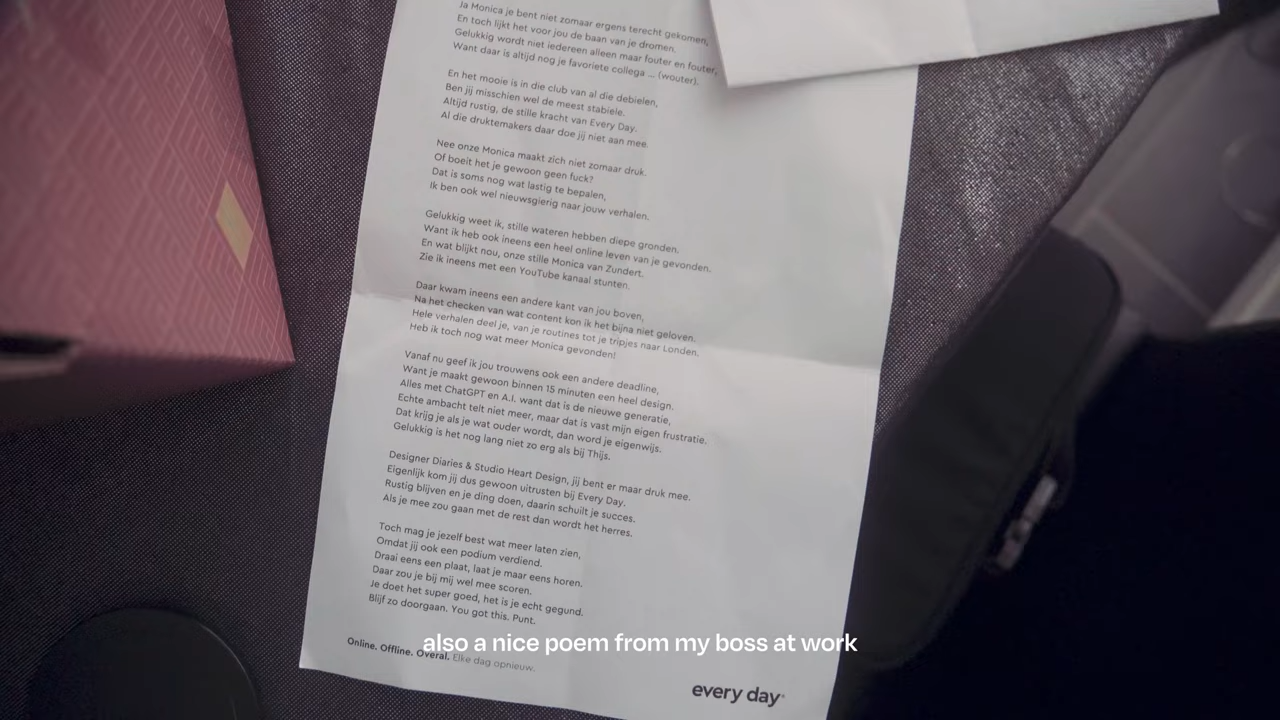 Ja Monica je bent niet zomaar ergens terecht gekomen,
En toch lijkt het voor jou de baan van je dromen.
Gelukkig wordt niet iedereen alleen maar fouter en fouter,
Want daar is altijd nog je favoriete collega ... (wouter).
En het mooie is in die club van al die debielen,
Ben jij misschien wel de meest stabiele.
Altijd rustig, de stille kracht van Every Day.
Al die druktemakers daar doe jij niet aan mee.
Nee onze Monica maakt zich niet zomaar druk.
Of boeit het je gewoon geen fuck?
Dat is soms nog wat lastig te bepalen,
Ik ben ook wel nieuwsgierig naar jouw verhalen.
Gelukkig weet ik, stille wateren hebben diepe gronden.
Want ik heb ook ineens een heel online leven van je gevonden.
En wat blijkt nou, onze stille Monica van Zundert.
Zie ik ineens met een YouTube kanaal stunten.
Daar kwam ineens een andere kant van jou boven,
Na het checken van wat content kon ik het bijna niet geloven.
Hele verhalen deel je, van je routines tot je tripjes naar Londen.
Heb ik toch nog wat meer Monica gevonden!
Vanaf nu geef ik jou trouwens ook een andere deadline,
Want je maakt gewoon binnen 15 minuten een heel design.
Alles met ChatGPT en A.I. want dat is de nieuwe generatie,
Echte ambacht telt niet meer, maar dat is vast mijn eigen frustratie.
Dat krijg je als je wat ouder wordt, dan word je eigenwijs.
Gelukkig is het nog lang niet zo erg als bij Thijs.
Designer Diaries & Studio Heart Design, jij bent er maar druk mee.
Eigenlijk kom jij dus gewoon uitrusten bij Every Day.
Rustig blijven en je ding doen, daarin schuilt je succes.
Als je mee zou gaan met de rest dan wordt het herres.
Toch mag je jezelf best wat meer laten zien,
Omdat jij ook een podium verdiend.
Draai eens een plaat, laat je maar eens horen.
Daar zou je bij mij wel mee scoren.
Je doet het super goed, het is je echt gegund.
Blijf zo doorgaan. You got this. Punt.
also a nice poem from my boss at work
Online. Offline. Overal. Elke dag opnieuw.
every day